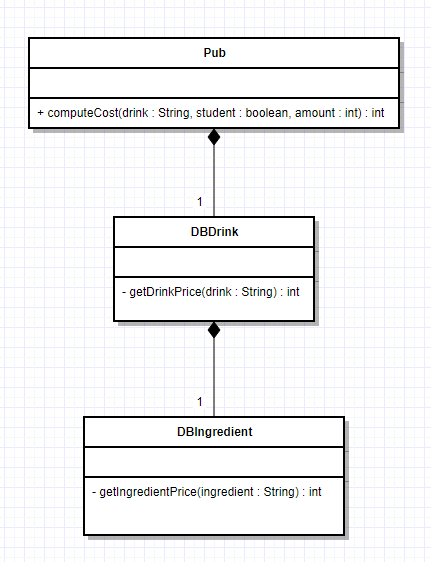 Pub
+ computeCost(drink : String, student : boolean, amount : int) : int
1
DBDrink
- getDrinkPrice(drink : String) : int
1
DBIngredient
- getIngredientPrice(ingredient : String) : int